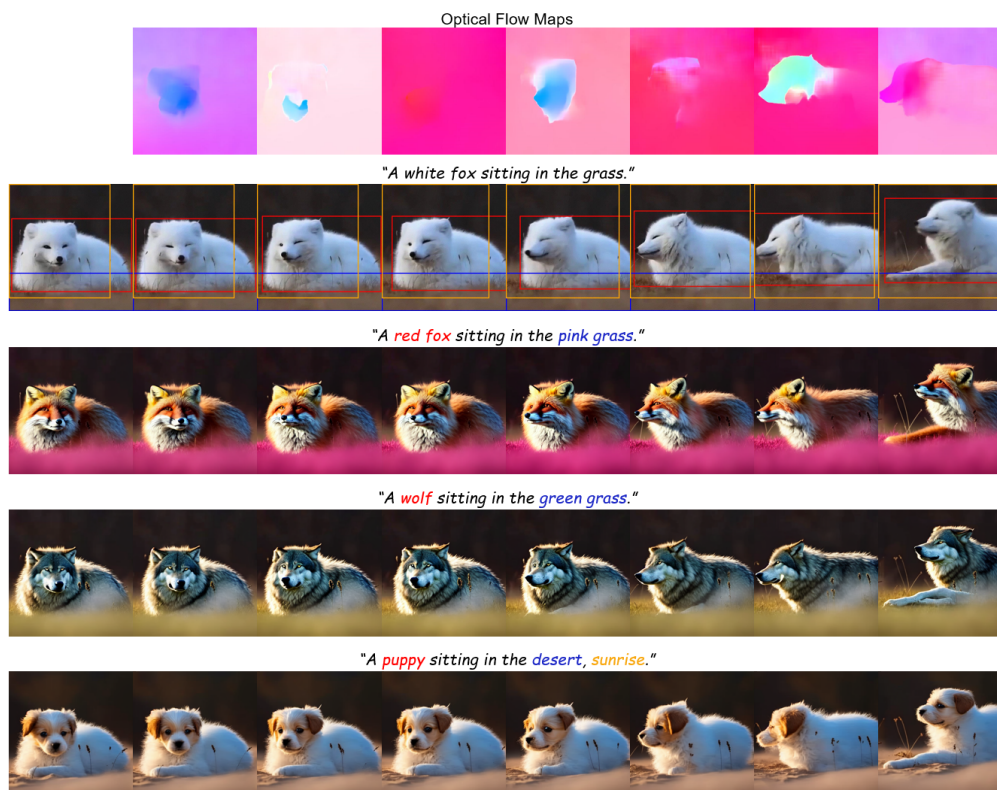 Optical Flow Maps
“A white fox sitting in the grass.”
“A red fox sitting in the pink grass.”
“A wolf sitting in the green grass.”
“A puppy sitting in the desert, sunrise.”